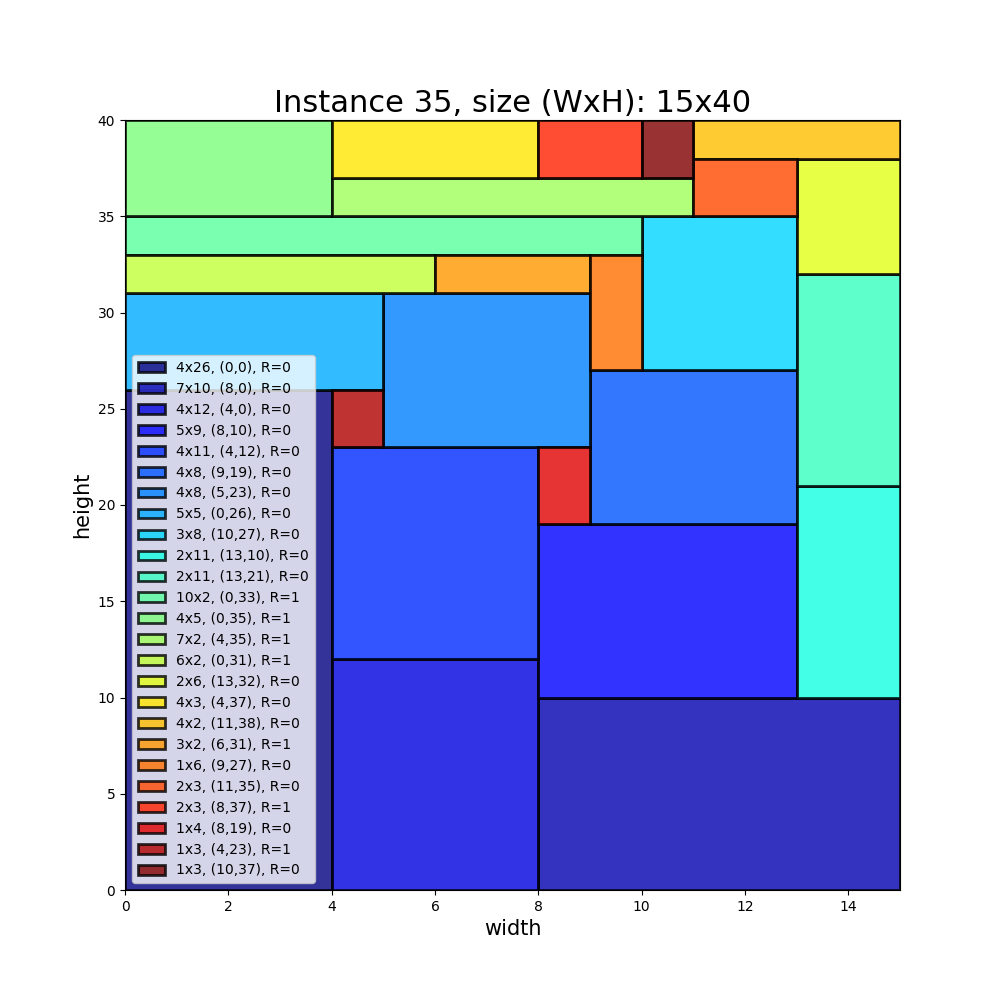 Instance 35, size (WxH): 15x40
40
35
30
25
20
15
10
5
0
height
4x26, (0,0), R=0
7x10, (8,0), R=0
4x12, (4,0), R=0
5x9, (8,10), R=0
4x11, (4,12), R=0
4x8, (9,19), R=0
4x8, (5,23), R=0
5x5, (0,26), R=0
3x8, (10,27), R=0
2x11, (13,10), R=0
2x11, (13,21), R=0
10x2, (0,33), R=1
4x5, (0,35), R=1
7x2, (4,35), R=1
6x2, (0,31), R=1
2x6, (13,32), R=0
4x3, (4,37), R=0
4x2, (11,38), R=0
3x2, (6,31), R=1
1x6, (9,27), R=0
2x3, (11,35), R=0
2x3, (8,37), R=1
1x4, (8,19), R=0
1x3, (4,23), R=1
1x3, (10,37), R=0
0 2 4 6 8 10 12 14
width